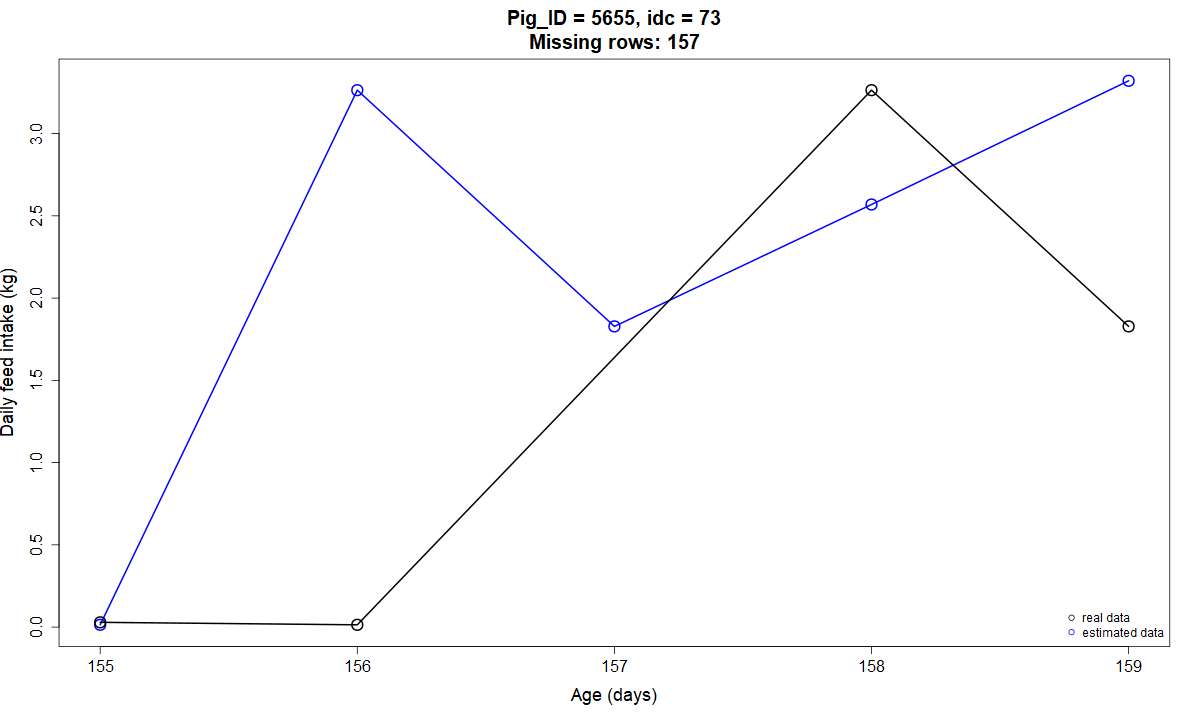 Pig_ID = 5655, idc = 73
Missing rows: 157
Daily feed intake (kg)
3.0
2.5
2.0
1.5
1.0
0.5
0.0
155 156 157 158 159
Age (days)
real data
estimated data